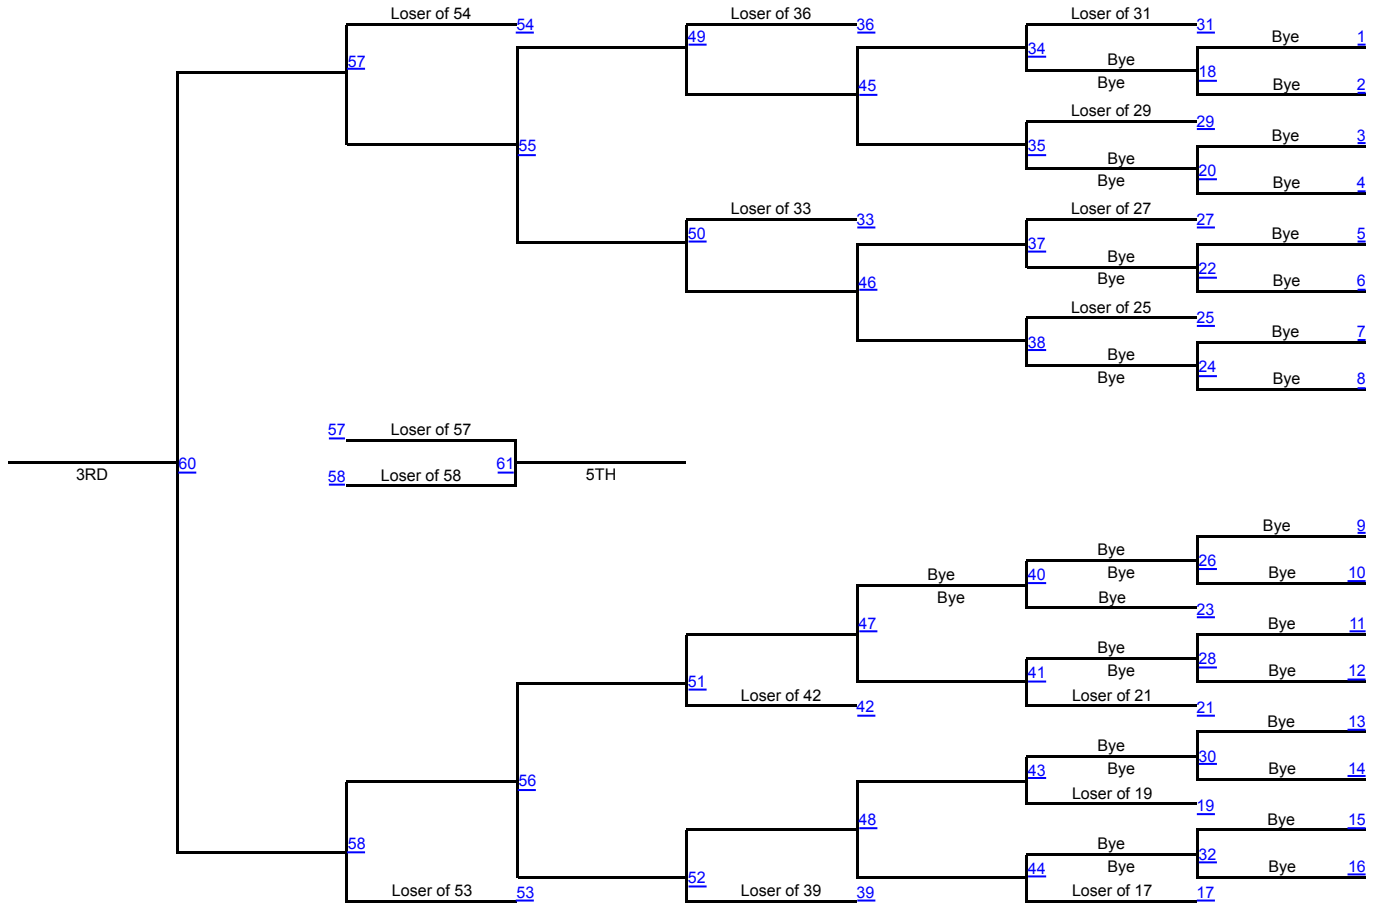 Loser of 54 54 Loser of 36 36 Loser of 31 31
Bye 1
57 49 34 Bye 18
45 Bye Bye 2
Loser of 29 29
Bye 3
55 35 Bye 20
Bye Bye 4
Loser of 33 33 Loser of 27 27
50 37 Bye 5
Bye 22
46 Bye Bye 6
Loser of 25 25
38 Bye 7
Bye 24
Bye Bye 8
57 Loser of 57
60 61
3RD 58 Loser of 58 5TH
Bye 9
Bye 26
Bye 40 Bye Bye 10
Bye Bye 23
47 Bye 11
Bye 28
51 41 Bye Bye 12
Loser of 42 42 Loser of 21 21
Bye 13
Bye 30
56 43 Bye Bye 14
Loser of 19 19
48 Bye 15
58 Bye 32
52 44 Bye Bye 16
Loser of 53 53 Loser of 39 39 Loser of 17 17